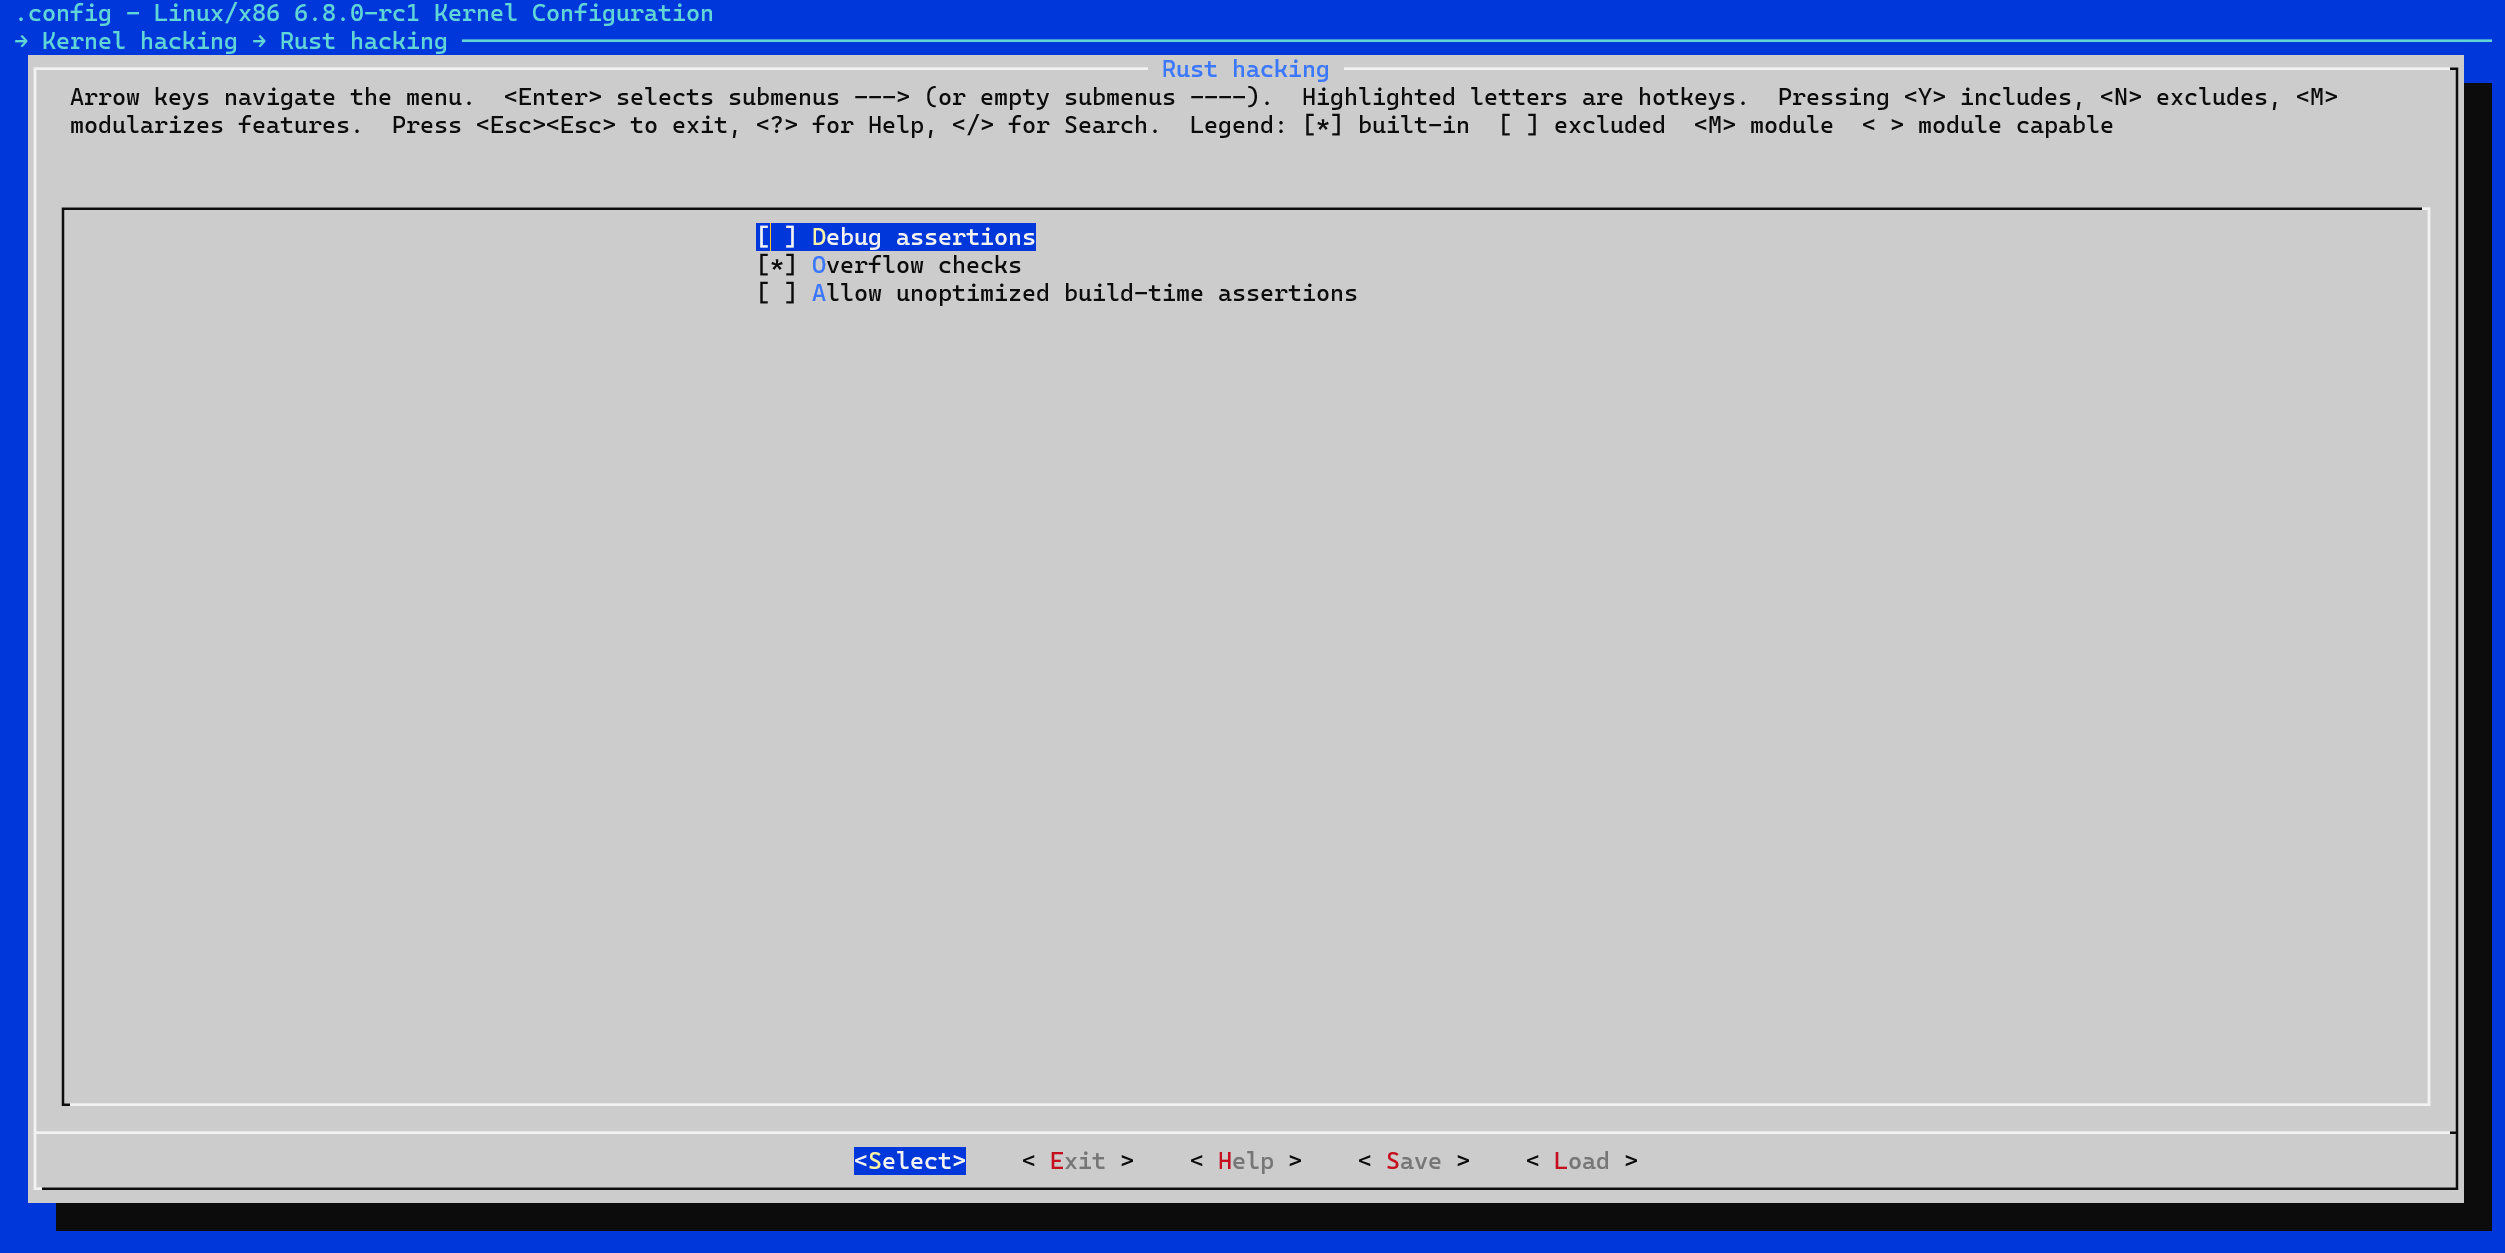 .config - Linux/x86 6.8.0-rc1 Kernel Configuration
→ Kernel hacking → Rust hacking
Rust hacking
Arrow keys navigate the menu.  <Enter> selects submenus ---> (or empty submenus ----).  Highlighted letters are hotkeys.  Pressing <Y> includes, <N> excludes, <M>
modularizes features.  Press <Esc><Esc> to exit, <?> for Help, </> for Search.  Legend: [*] built-in  [ ] excluded  <M> module  < > module capable
[ ] Debug assertions
[*] Overflow checks
[ ] Allow unoptimized build-time assertions
<Select>    < Exit >    < Help >    < Save >    < Load >